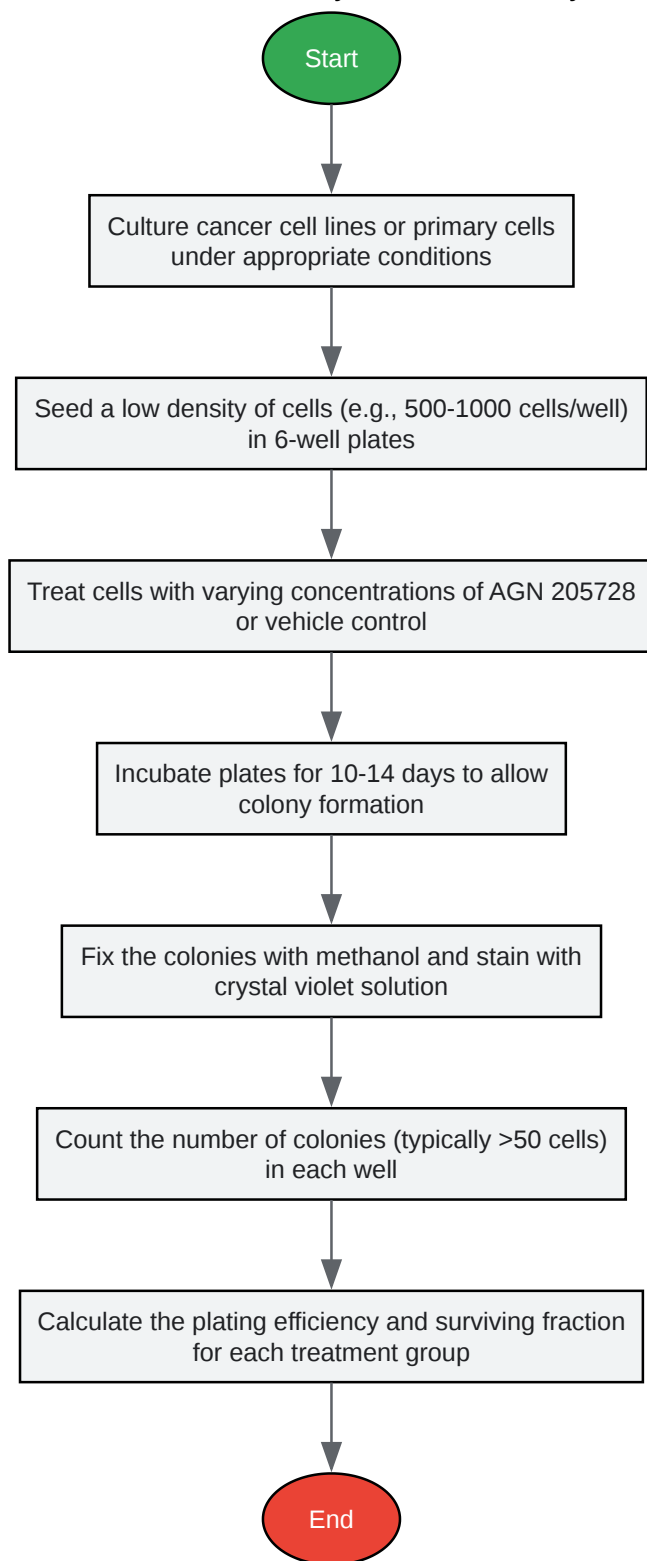 Start
Culture cancer cell lines or primary cells
under appropriate conditions
Seed a low density of cells (e.g., 500-1000 cells/well)
in 6-well plates
Treat cells with varying concentrations of AGN 205728
or vehicle control
Incubate plates for 10-14 days to allow
colony formation
Fix the colonies with methanol and stain with
crystal violet solution
Count the number of colonies (typically >50 cells)
in each well
Calculate the plating efficiency and surviving fraction
for each treatment group
End